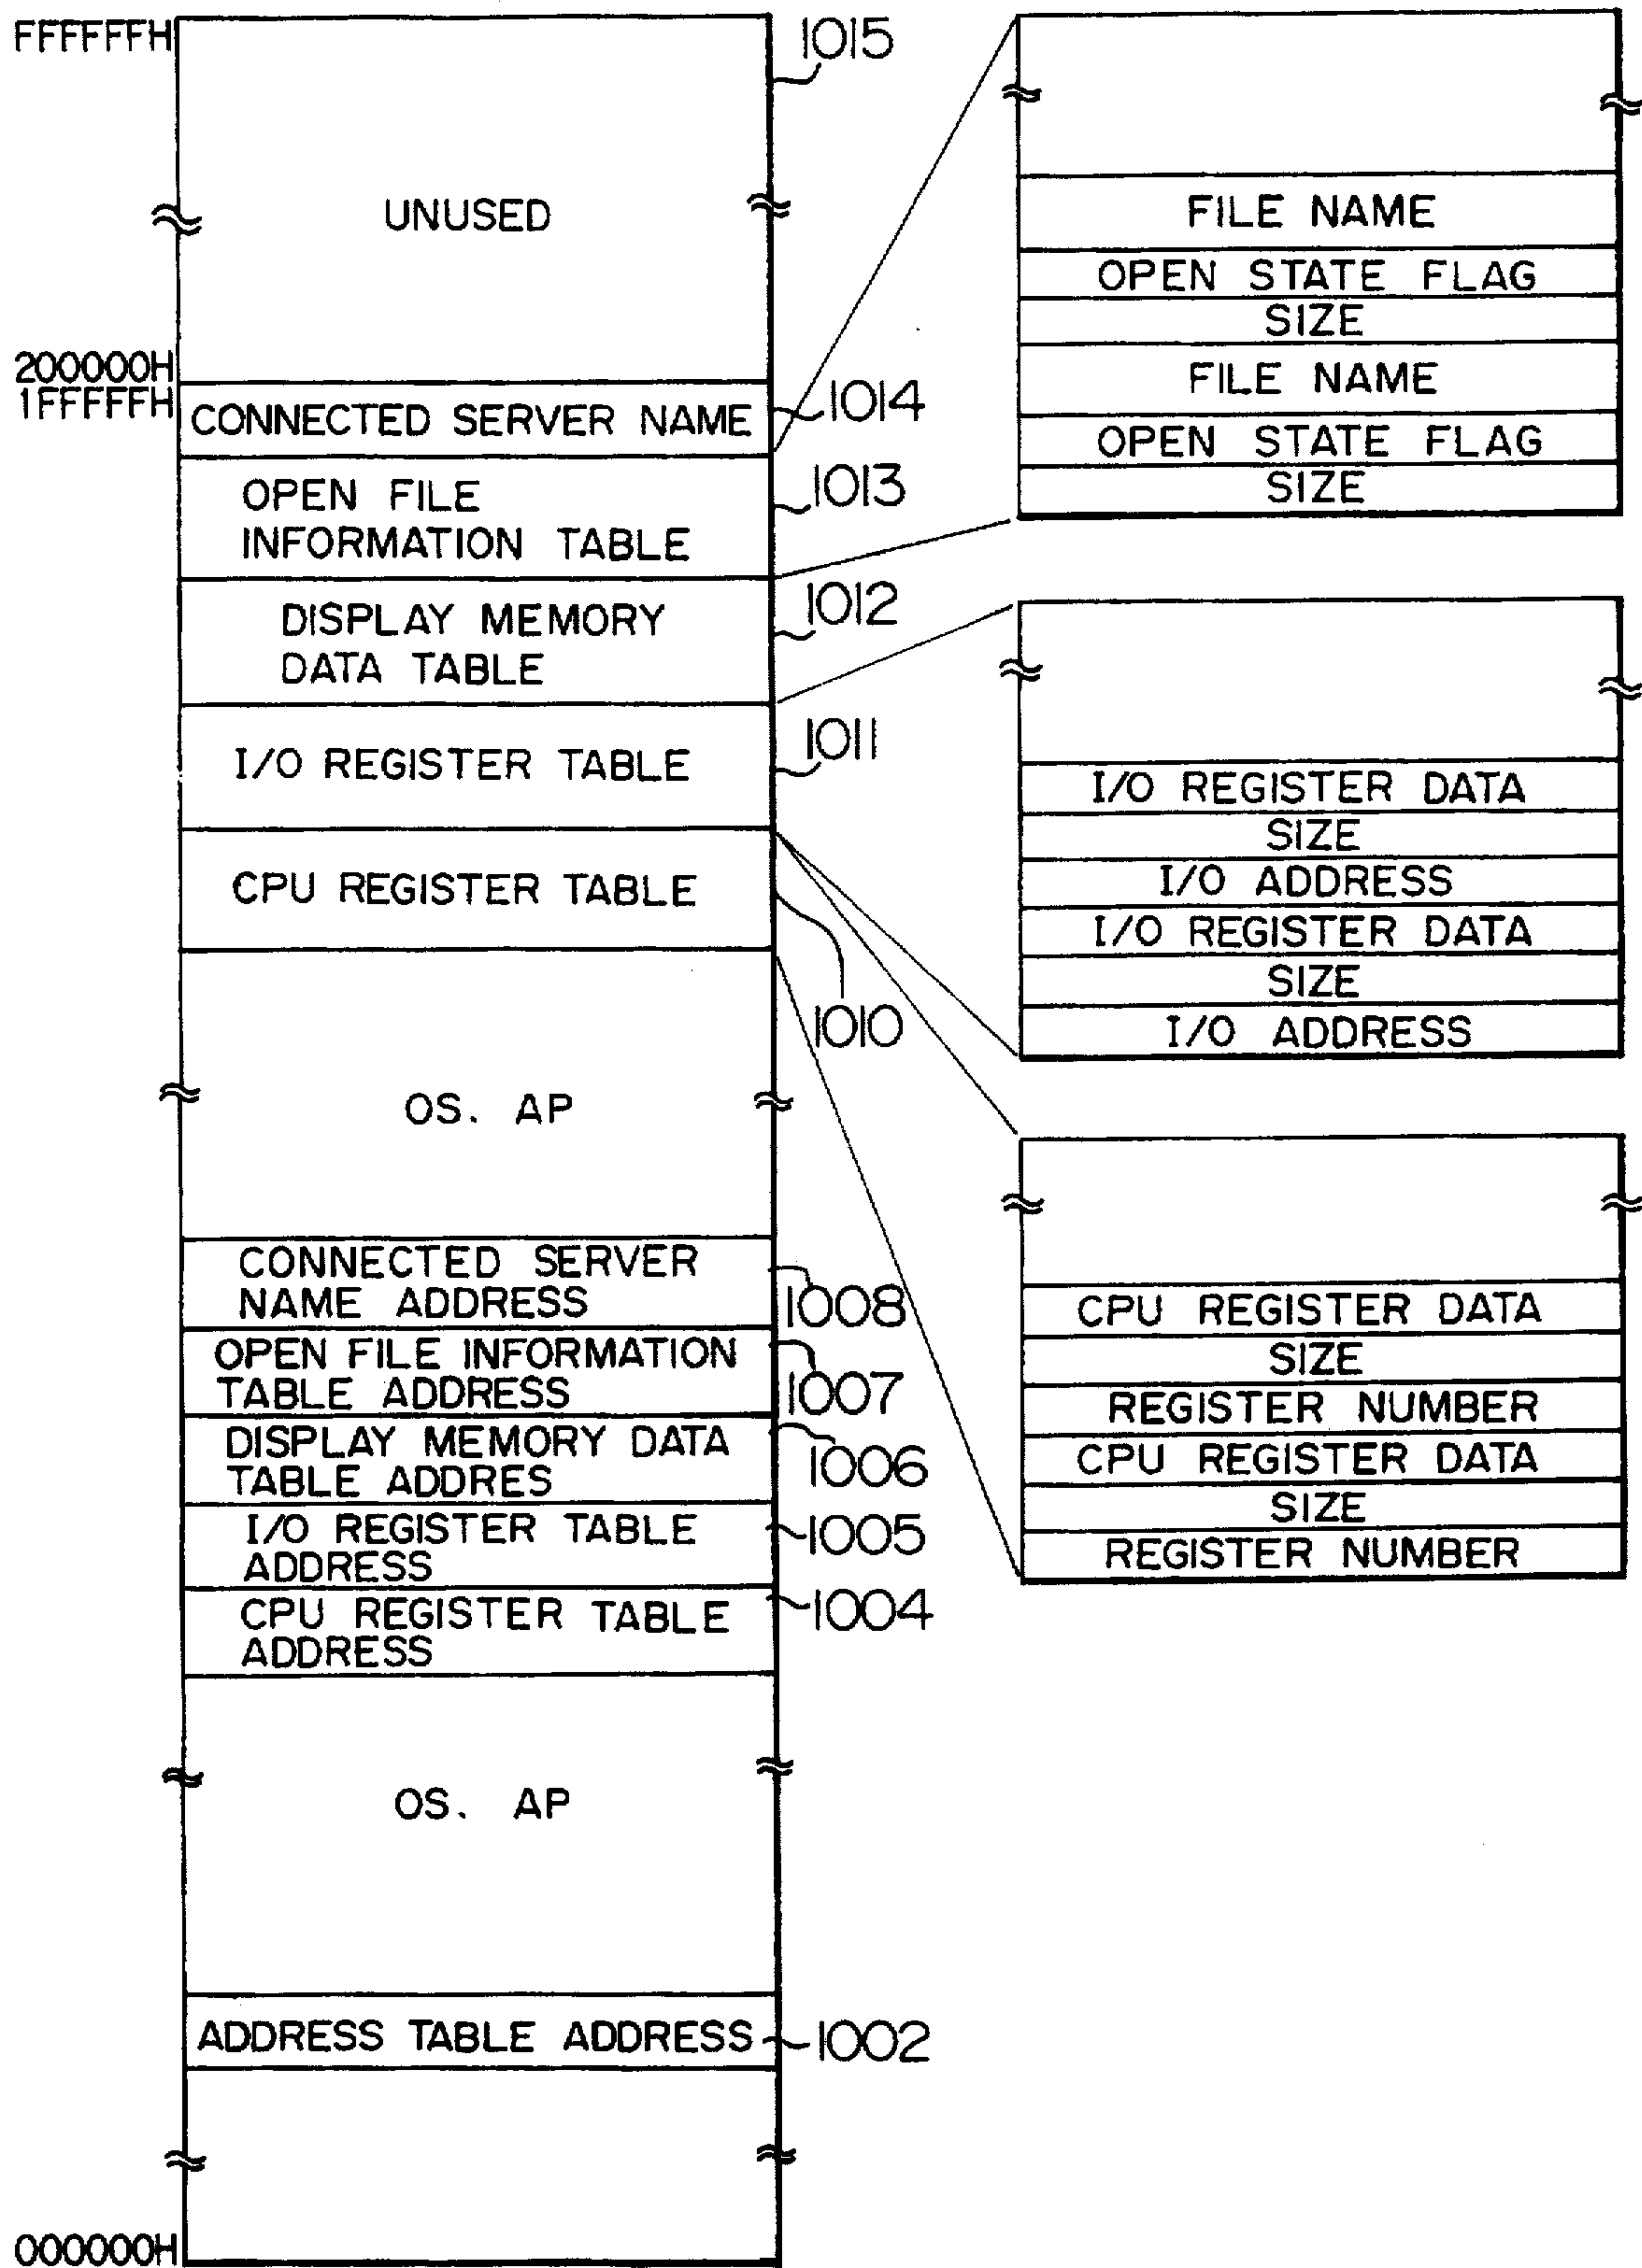 FFFFFFH
1015
UNUSED
200000H
1FFFFFH
CONNECTED SERVER NAME
1014
OPEN FILE
INFORMATION TABLE
1013
DISPLAY MEMORY
DATA TABLE
1012
I/O REGISTER TABLE
1011
CPU REGISTER TABLE
1010
OS. AP
CONNECTED SERVER
NAME ADDRESS
1008
OPEN FILE INFORMATION
TABLE ADDRESS
1007
DISPLAY MEMORY DATA
TABLE ADDRES
1006
I/O REGISTER TABLE
ADDRESS
1005
CPU REGISTER TABLE
ADDRESS
1004
OS. AP
ADDRESS TABLE ADDRESS
1002
000000H
FILE NAME
OPEN STATE FLAG
SIZE
FILE NAME
OPEN STATE FLAG
SIZE
I/O REGISTER DATA
SIZE
I/O ADDRESS
I/O REGISTER DATA
SIZE
I/O ADDRESS
CPU REGISTER DATA
SIZE
REGISTER NUMBER
CPU REGISTER DATA
SIZE
REGISTER NUMBER